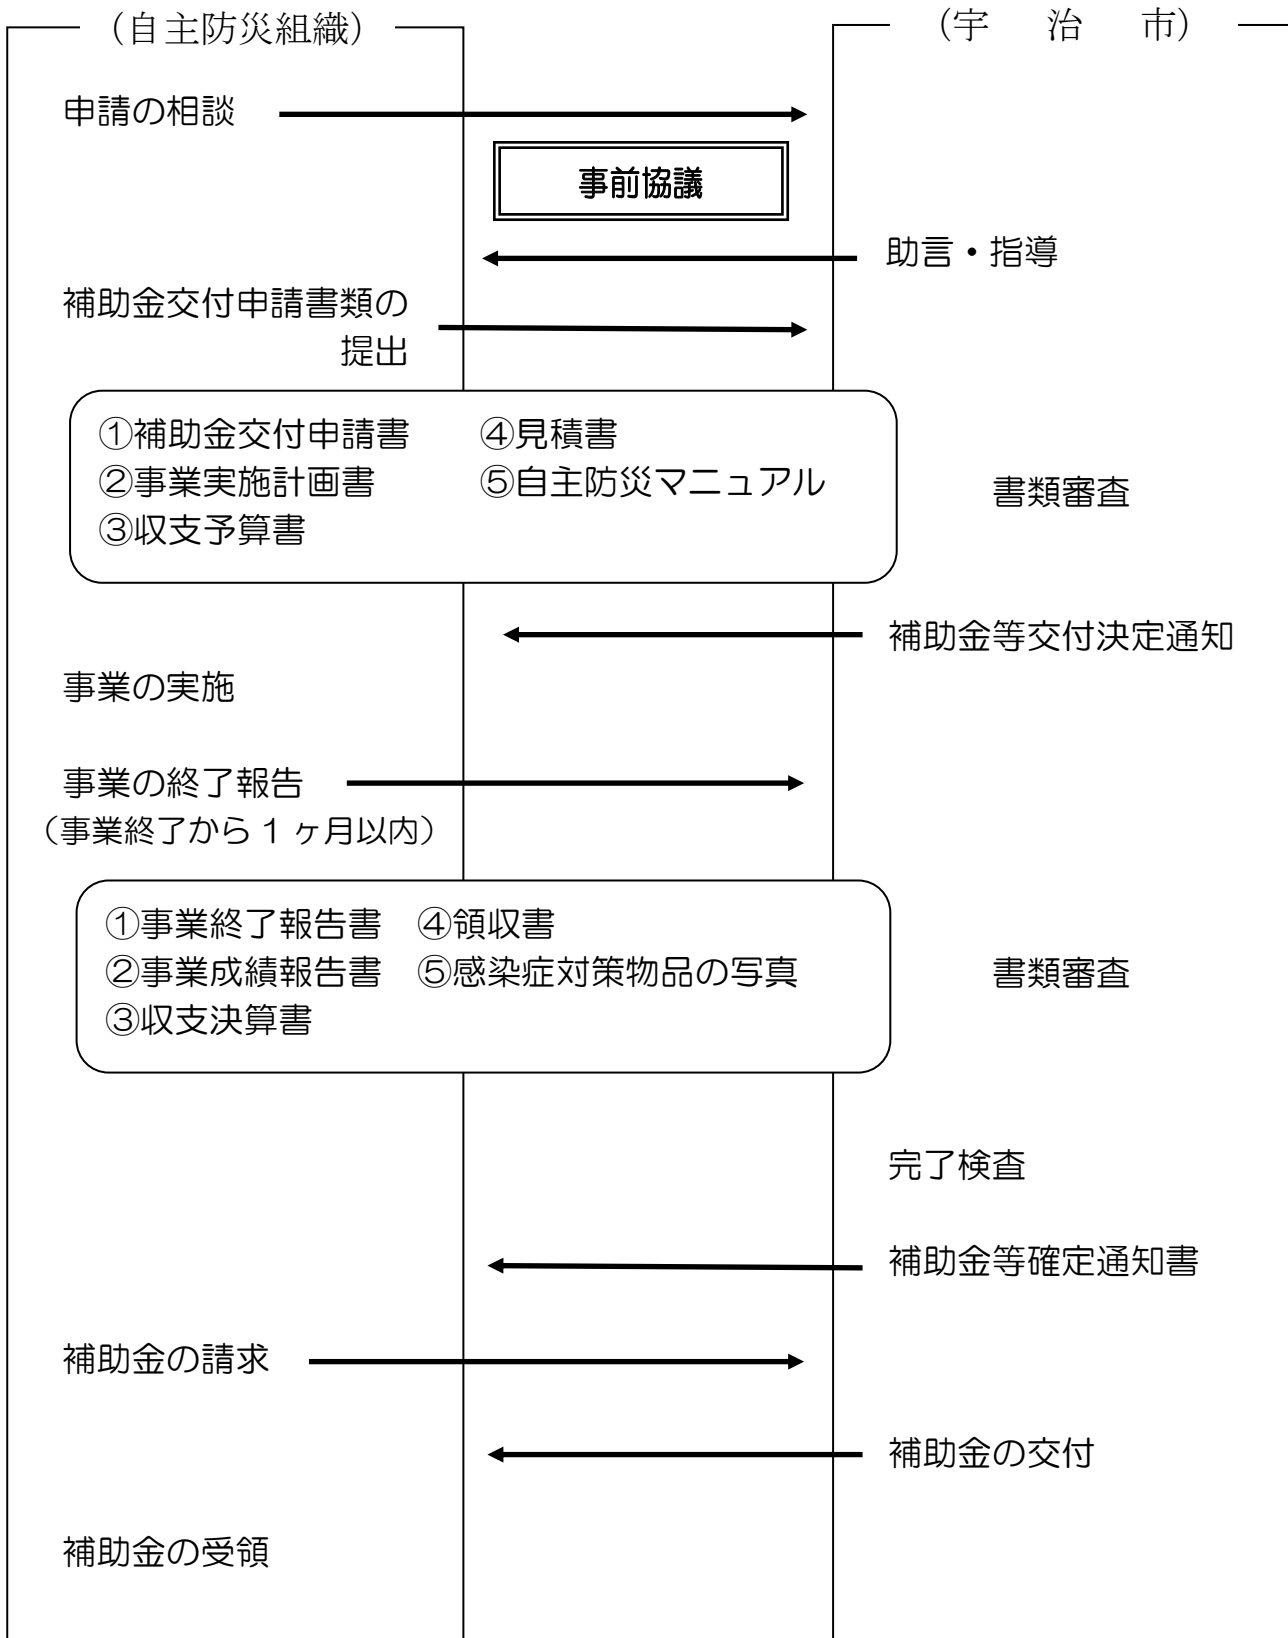 （自主防災組織）
（宇　治　市）
申請の相談
事前協議
助言・指導
補助金交付申請書類の
提出
①補助金交付申請書　④見積書
②事業実施計画書　⑤自主防災マニュアル
③収支予算書
書類審査
補助金等交付決定通知
事業の実施
事業の終了報告
（事業終了から1ヶ月以内）
①事業終了報告書　④領収書
②事業成績報告書　⑤感染症対策物品の写真
③収支決算書
書類審査
完了検査
補助金等確定通知書
補助金の請求
補助金の交付
補助金の受領